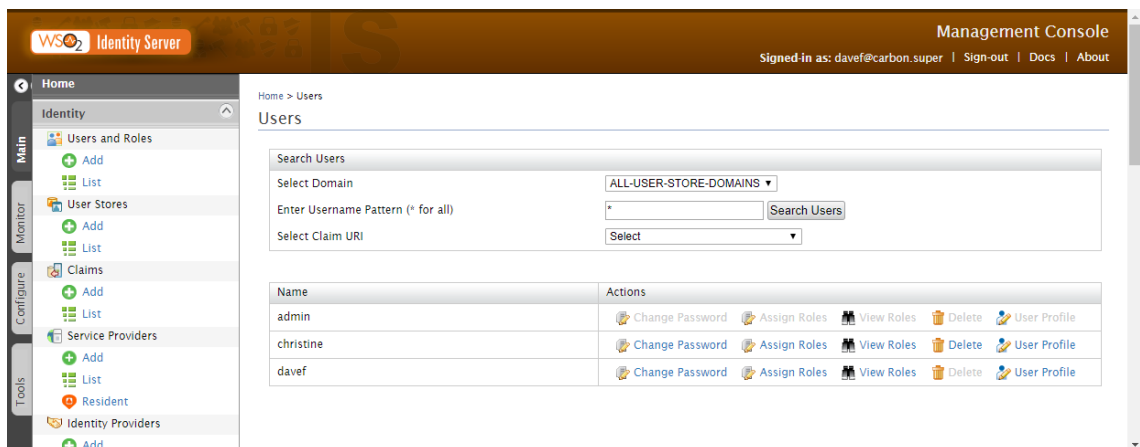 WSO2 Identity Server
Management Console
Signed-in as: davef@carbon.super | Sign-out | Docs | About
Home
Identity
Users and Roles
Add
List
User Stores
Add
List
Claims
Add
List
Service Providers
Add
List
Resident
Identity Providers
Add
Main
Monitor
Configure
Tools
Home > Users
Users
Search Users
Select Domain ALL-USER-STORE-DOMAINS
Enter Username Pattern (* for all) * Search Users
Select Claim URI Select
Name Actions
admin Change Password Assign Roles View Roles Delete User Profile
christine Change Password Assign Roles View Roles Delete User Profile
davef Change Password Assign Roles View Roles Delete User Profile